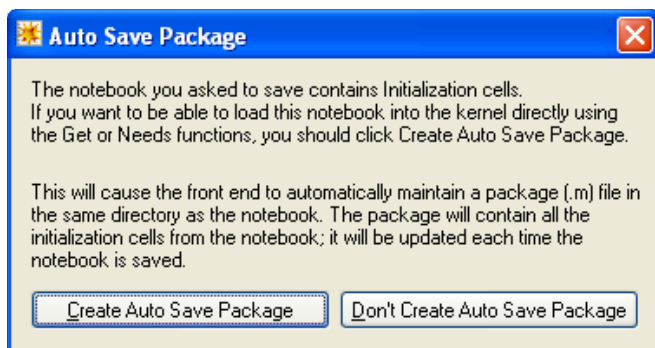 Auto Save Package
The notebook you asked to save contains Initialization cells.
If you want to be able to load this notebook into the kernel directly using
the Get or Needs functions, you should click Create Auto Save Package.
This will cause the front end to automatically maintain a package (.m) file in
the same directory as the notebook. The package will contain all the
initialization cells from the notebook; it will be updated each time the
notebook is saved.
Create Auto Save Package
Don't Create Auto Save Package